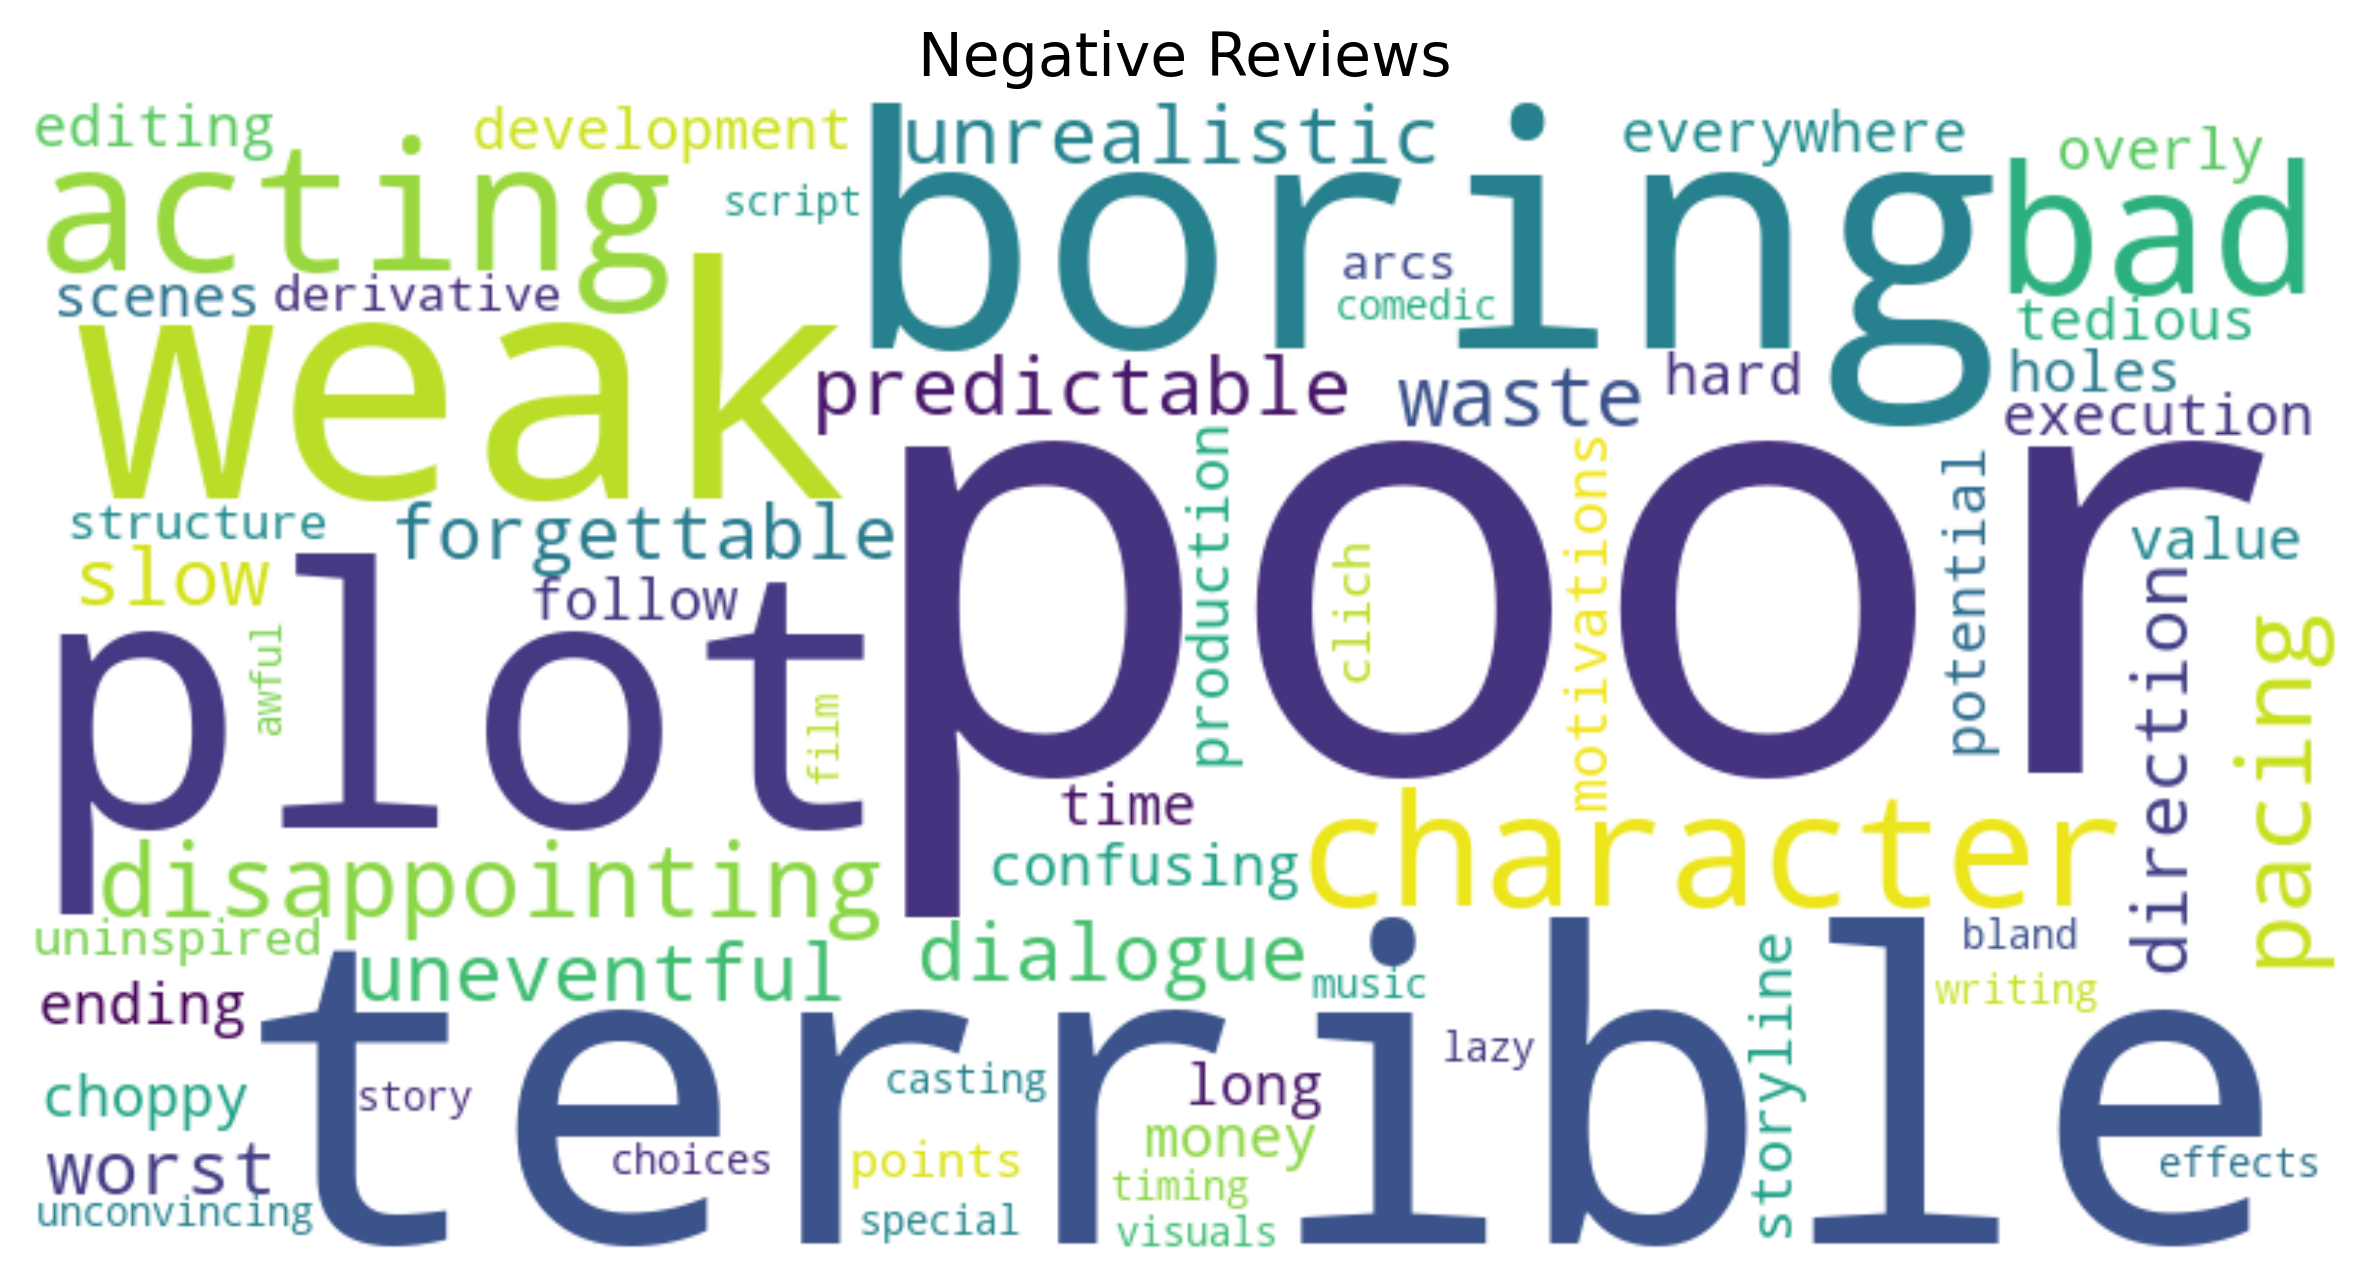 Negative Reviews
editing
development
unrealistic
everywhere
overly
acting
script
boring
bad
scenes
derivative
arcs
comedic
tedious
weak
predictable
waste
hard
holes
execution
structure
forgettable
poor
production
motivations
potential
value
slow
follow
clich
plot
awful
film
direction
pacing
time
character
disappointing
confusing
uninspired
uneventful
dialogue
music
bland
writing
ending
terrible
storyline
lazy
choppy
story
casting
long
worst
choices
points
money
effects
unconvincing
special
timing
visuals